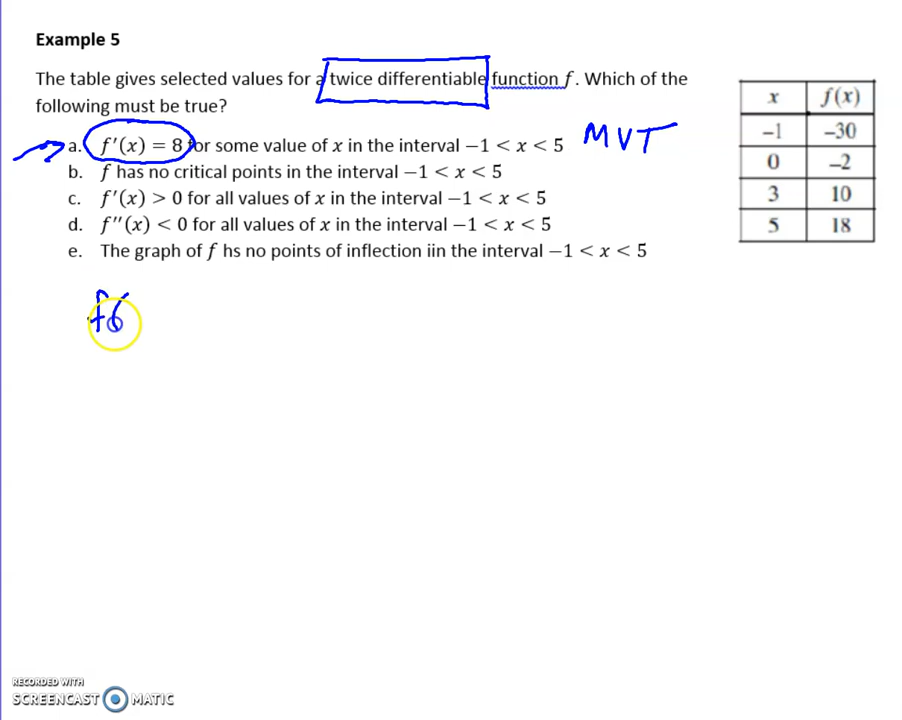 Example 5
The table gives selected values for a twice differentiable function f. Which of the
following must be true?
a. f'(x) = 8 for some value of x in the interval −1 < x < 5 MVT
b. f has no critical points in the interval −1 < x < 5
c. f'(x) > 0 for all values of x in the interval −1 < x < 5
d. f''(x) < 0 for all values of x in the interval −1 < x < 5
e. The graph of f hs no points of inflection iin the interval −1 < x < 5
x f(x)
−1 −30
0 −2
3 10
5 18
RECORDED WITH
SCREENCAST MATIC